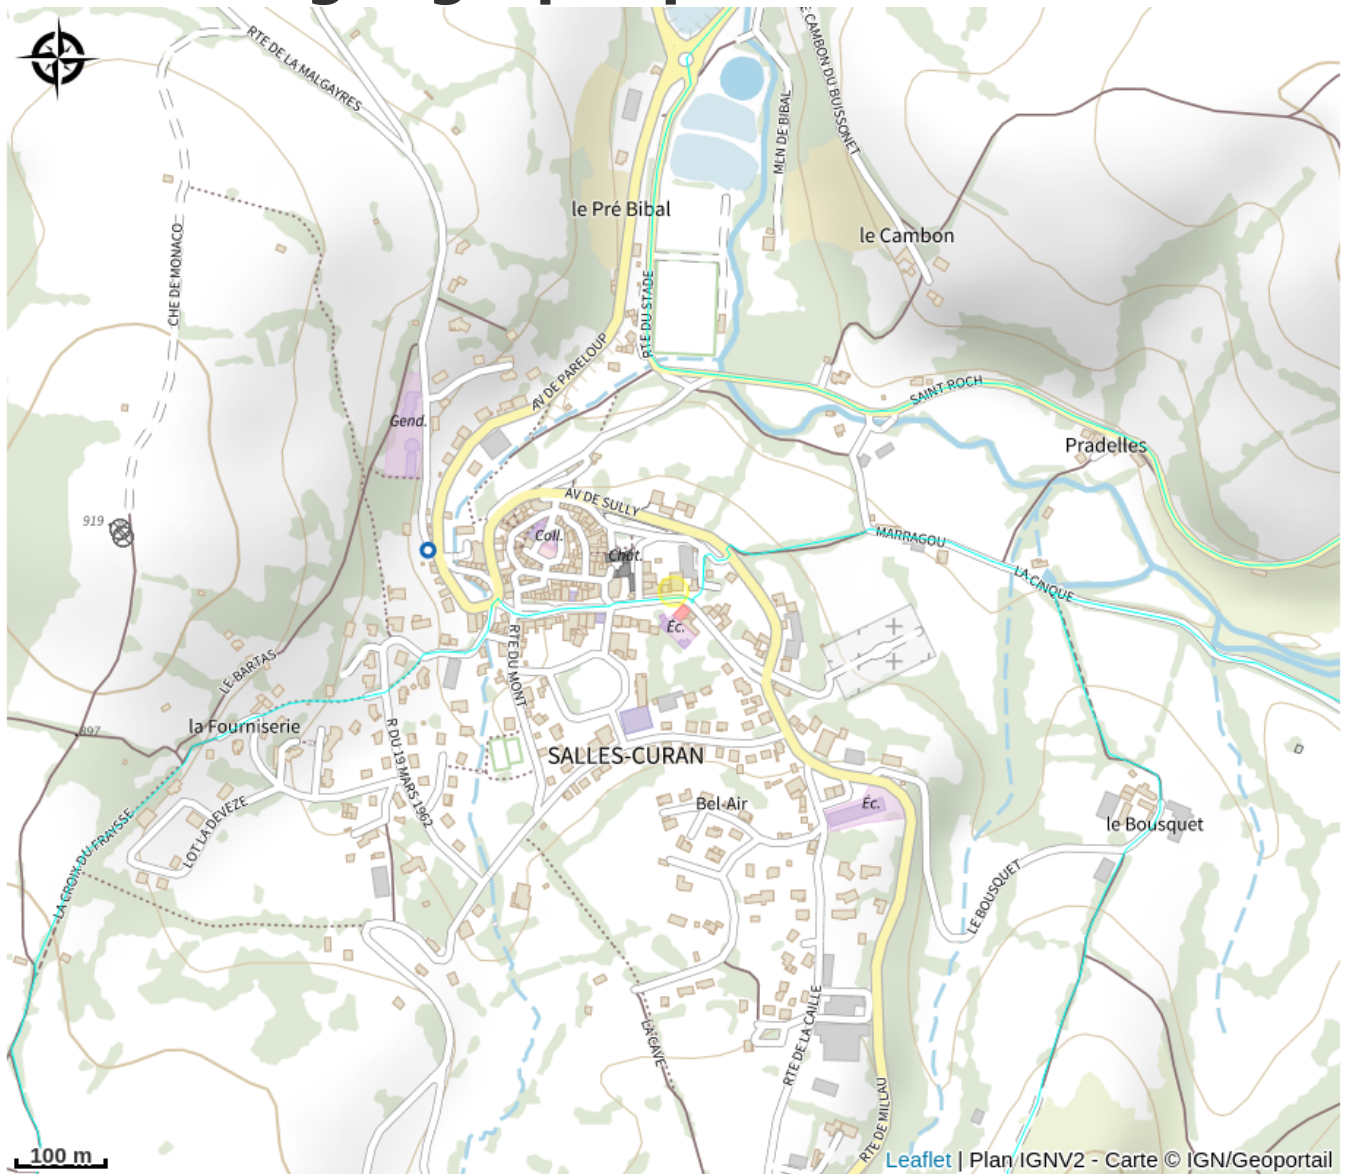 RTE DE LA MALGAYRES
E CAMBON DU BUISSONET
MLN DE BIBAL
le Pré Bibal
le Cambon
CHE DE MONACO
RTE DU STADE
AV DE PARELOUP
SAINT ROCH
Gend.
Pradelles
AV DE SULLY
919
Coll.
Chât.
MARRAGOU
LA CINQUE
Éc.
RTE DU MONT
LE BARTAS
la Fourniserie
897
R DU 19 MARS 1962
SALLES-CURAN
Bel-Air
Éc.
le Bousquet
LOT LA DEVEZE
LA CROIX DU FRAYSSE
LE BOUSQUET
LA CAVE
RTE DE LA CAILLE
RTE DE MILLAU
100 m
Leaflet | Plan IGNV2 - Carte © IGN/Geoportail